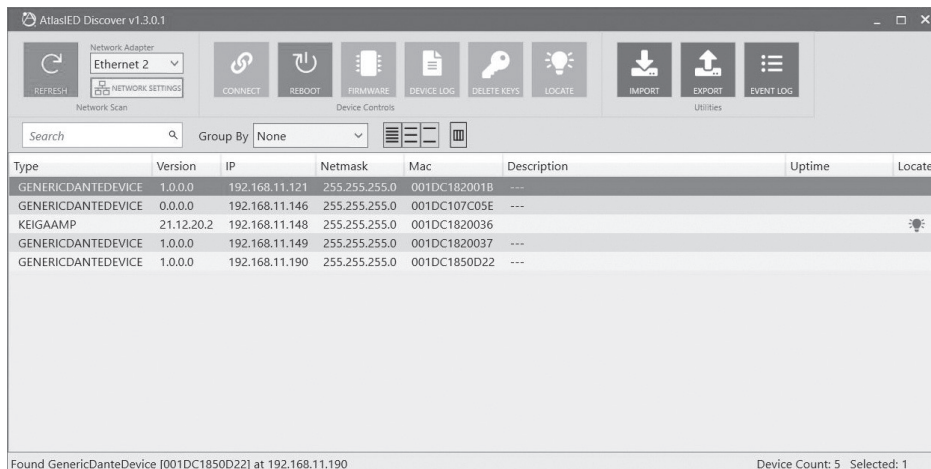 AtlasIED Discover v1.3.0.1
REFRESH
Network Adapter
Ethernet 2
NETWORK SETTINGS
Network Scan
CONNECT
REBOOT
FIRMWARE
DEVICE LOG
DELETE KEYS
LOCATE
Device Controls
IMPORT
EXPORT
EVENT LOG
Utilities
Search
Group By None
Type Version IP Netmask Mac Description Uptime Locate
GENERICDANTEDEVICE 1.0.0.0 192.168.11.121 255.255.255.0 001DC182001B ---
GENERICDANTEDEVICE 0.0.0.0 192.168.11.146 255.255.255.0 001DC107C05E ---
KEIGAAMP 21.12.20.2 192.168.11.148 255.255.255.0 001DC1820036
GENERICDANTEDEVICE 1.0.0.0 192.168.11.149 255.255.255.0 001DC1820037 ---
GENERICDANTEDEVICE 1.0.0.0 192.168.11.190 255.255.255.0 001DC1850D22 ---
Found GenericDanteDevice [001DC1850D22] at 192.168.11.190
Device Count: 5 Selected: 1